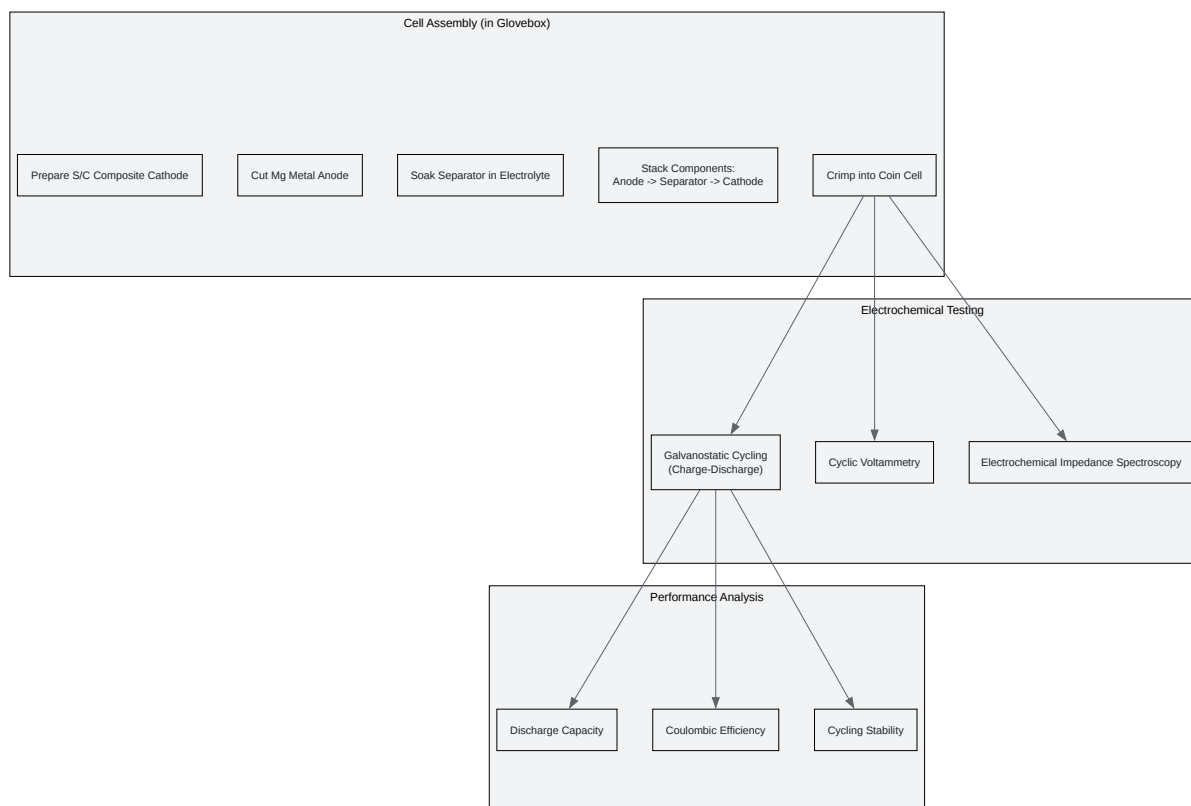 Cell Assembly (in Glovebox)
Prepare S/C Composite Cathode
Cut Mg Metal Anode
Soak Separator in Electrolyte
Stack Components:
Anode -> Separator -> Cathode
Crimp into Coin Cell
Electrochemical Testing
Galvanostatic Cycling
(Charge-Discharge)
Cyclic Voltammetry
Electrochemical Impedance Spectroscopy
Performance Analysis
Discharge Capacity
Coulombic Efficiency
Cycling Stability